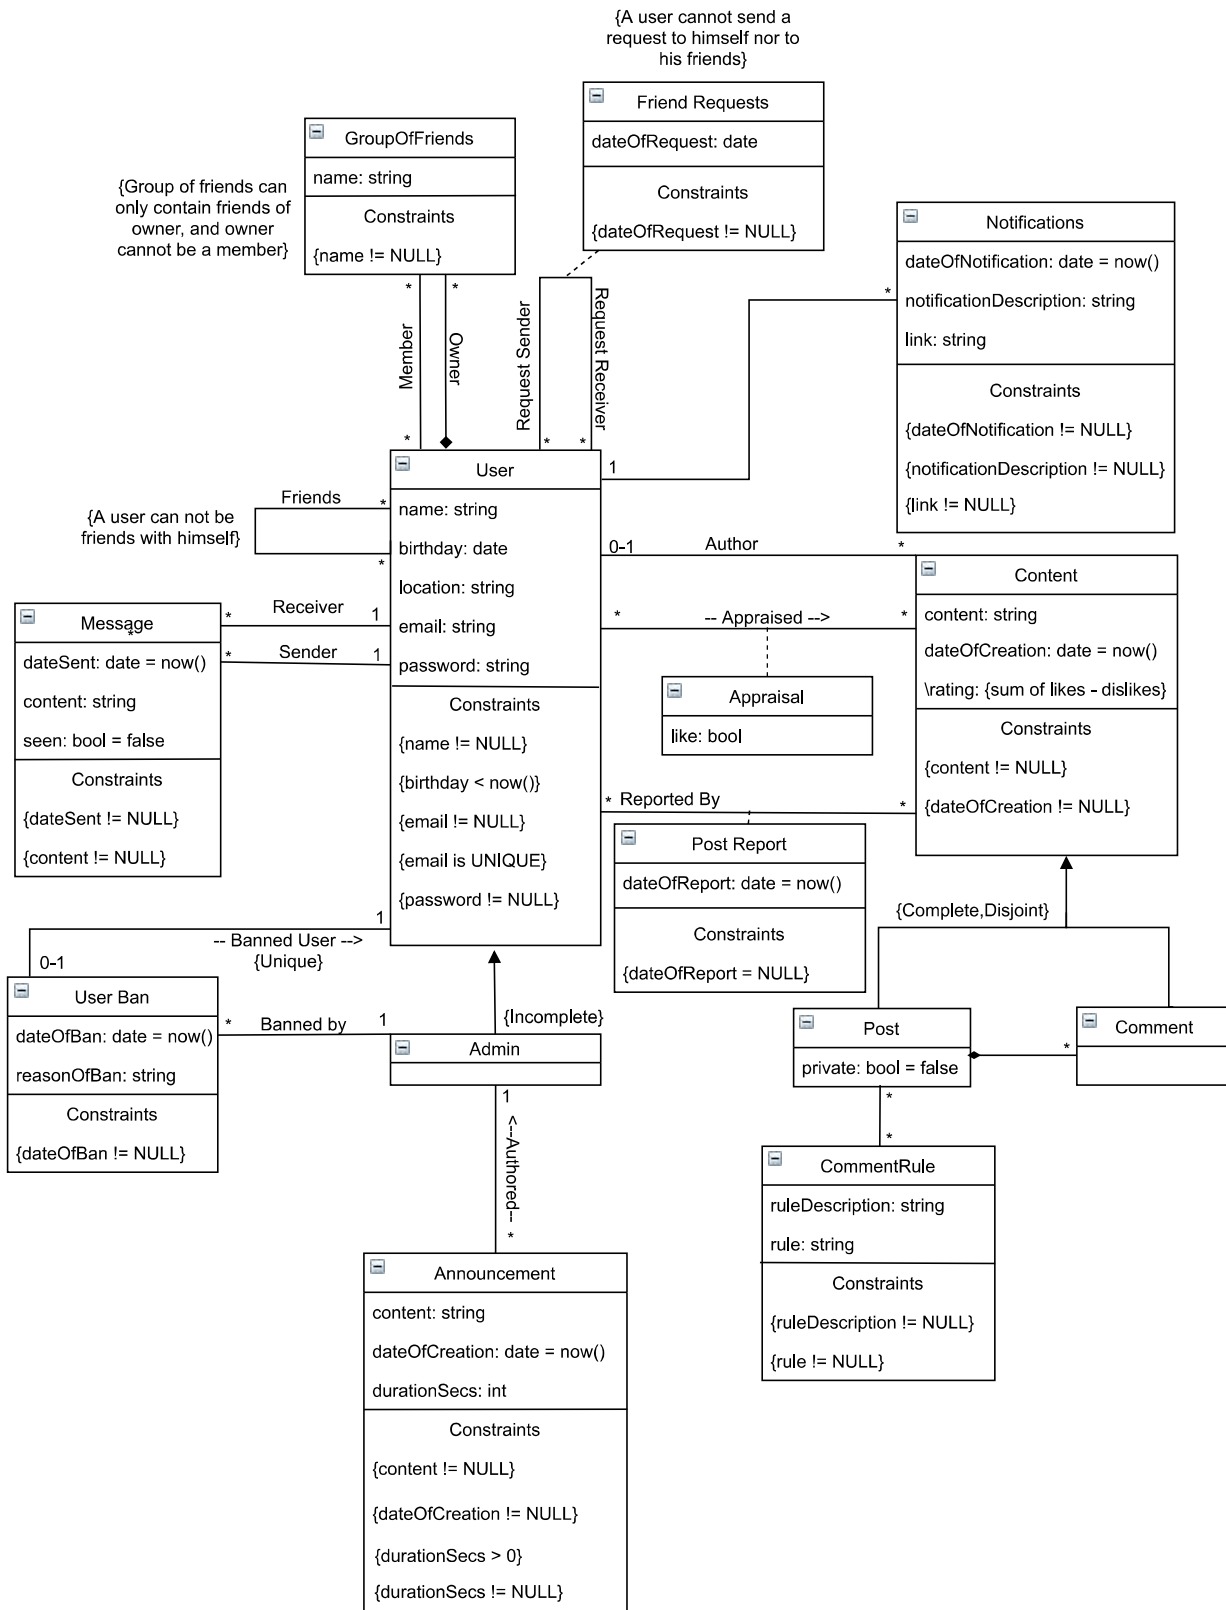 {A user cannot send a
request to himself nor to
his friends}
Friend Requests
dateOfRequest: date
Constraints
{dateOfRequest != NULL}
GroupOfFriends
name: string
Constraints
{name != NULL}
{Group of friends can
only contain friends of
owner, and owner
cannot be a member}
Notifications
dateOfNotification: date = now()
notificationDescription: string
link: string
Constraints
{dateOfNotification != NULL}
{notificationDescription != NULL}
{link != NULL}
*
*
Member
Owner
*
Request Sender
Request Receiver
*
*
*
1
User
name: string
birthday: date
location: string
email: string
password: string
Constraints
{name != NULL}
{birthday < now()}
{email != NULL}
{email is UNIQUE}
{password != NULL}
Friends
*
*
{A user can not be
friends with himself}
0-1
Author
*
Content
content: string
dateOfCreation: date = now()
\rating: {sum of likes - dislikes}
Constraints
{content != NULL}
{dateOfCreation != NULL}
Message
*
dateSent: date = now()
content: string
seen: bool = false
Constraints
{dateSent != NULL}
{content != NULL}
*
Receiver
1
*
Sender
1
*
-- Appraised -->
*
Appraisal
like: bool
*
Reported By
*
Post Report
dateOfReport: date = now()
Constraints
{dateOfReport = NULL}
{Complete,Disjoint}
1
-- Banned User -->
{Unique}
0-1
User Ban
dateOfBan: date = now()
reasonOfBan: string
Constraints
{dateOfBan != NULL}
*
Banned by
1
{Incomplete}
Admin
Post
private: bool = false
*
Comment
*
*
CommentRule
ruleDescription: string
rule: string
Constraints
{ruleDescription != NULL}
{rule != NULL}
1
<--Authored--
*
Announcement
content: string
dateOfCreation: date = now()
durationSecs: int
Constraints
{content != NULL}
{dateOfCreation != NULL}
{durationSecs > 0}
{durationSecs != NULL}